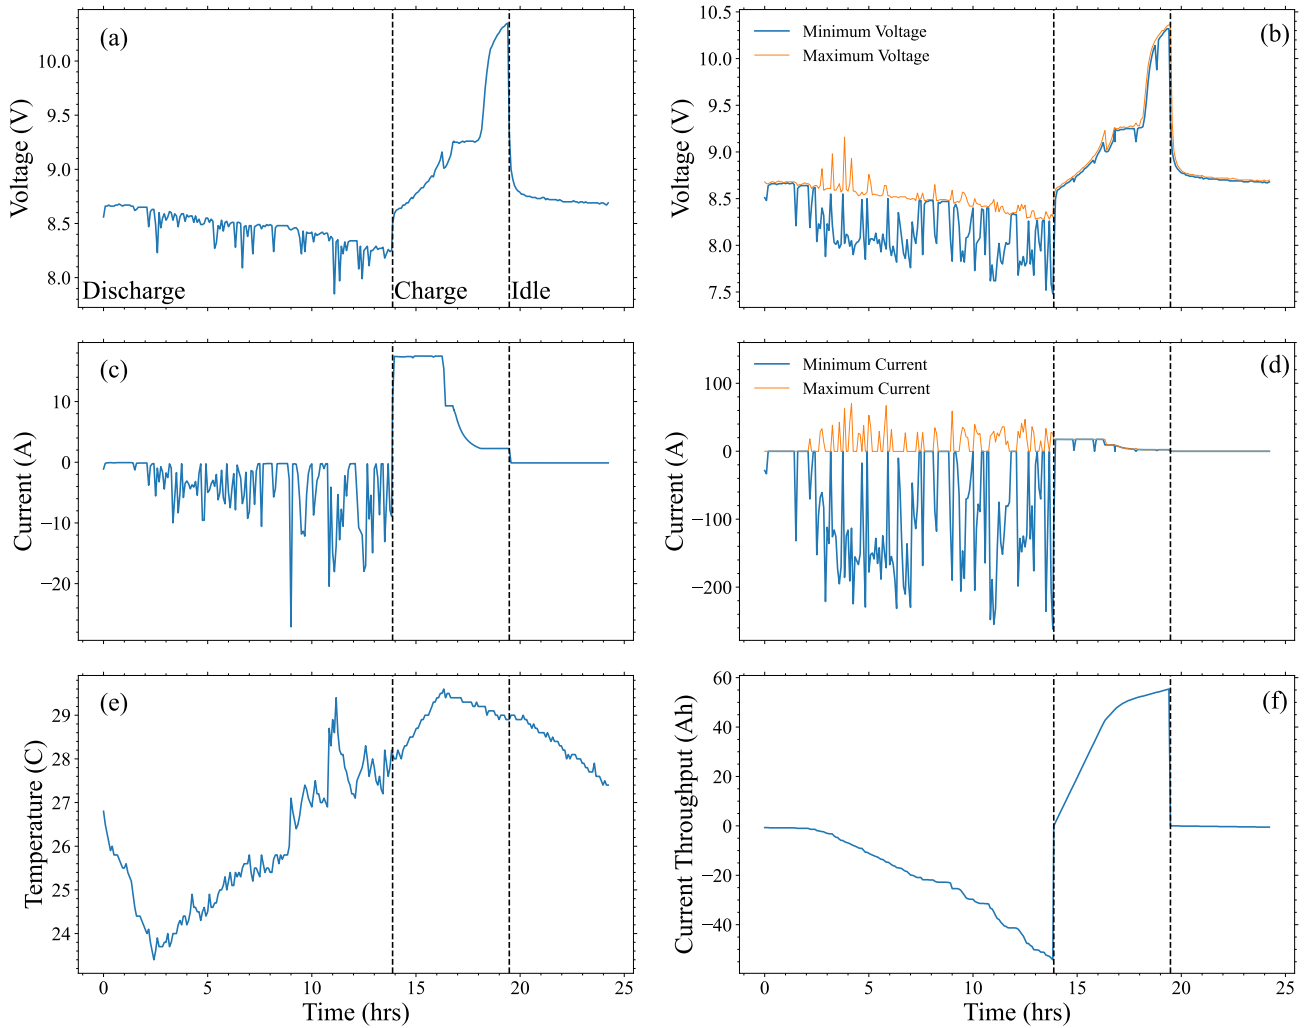 (a)
10.0
9.5
9.0
8.5
8.0
Voltage (V)
Discharge
Charge
Idle
(b)
Minimum Voltage
Maximum Voltage
10.5
10.0
9.5
9.0
8.5
8.0
7.5
Voltage (V)
(c)
10
0
−10
−20
Current (A)
(d)
Minimum Current
Maximum Current
100
0
−100
−200
Current (A)
(e)
29
28
27
26
25
24
Temperature (C)
0 5 10 15 20 25
Time (hrs)
(f)
60
40
20
0
−20
−40
Current Throughput (Ah)
0 5 10 15 20 25
Time (hrs)